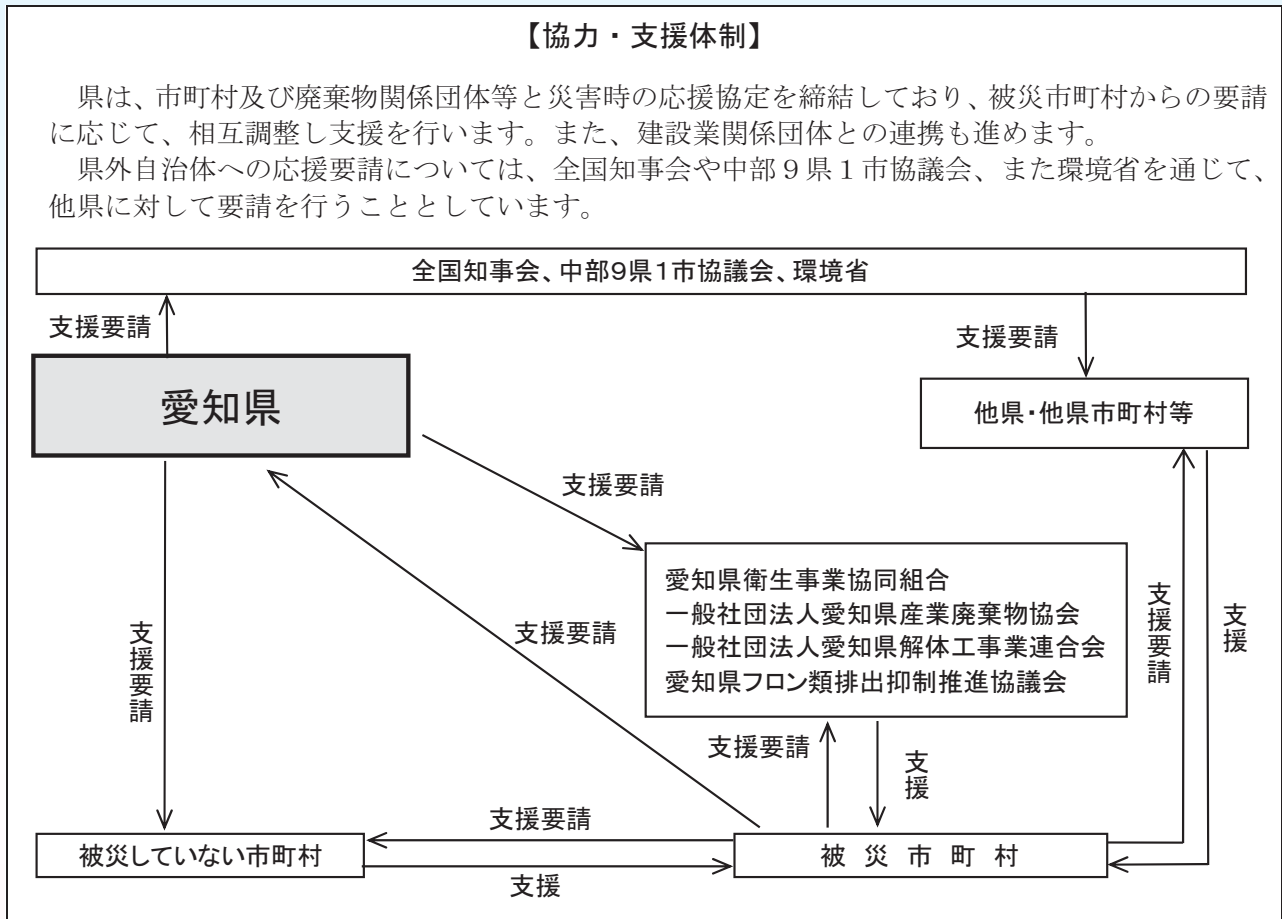 【協力・支援体制】
県は、市町村及び廃棄物関係団体等と災害時の応援協定を締結しており、被災市町村からの要請
に応じて、相互調整し支援を行います。また、建設業関係団体との連携も進めます。
県外自治体への応援要請については、全国知事会や中部９県１市協議会、また環境省を通じて、
他県に対して要請を行うこととしています。
全国知事会、中部９県１市協議会、環境省
支援要請
支援要請
愛知県
他県・他県市町村等
支援要請
愛知県衛生事業協同組合
一般社団法人愛知県産業廃棄物協会
一般社団法人愛知県解体工事業連合会
愛知県フロン類排出抑制推進協議会
支援要請
支援要請
支援要請
支援
支援要請
支援
支援要請
被災していない市町村
被災市町村
支援